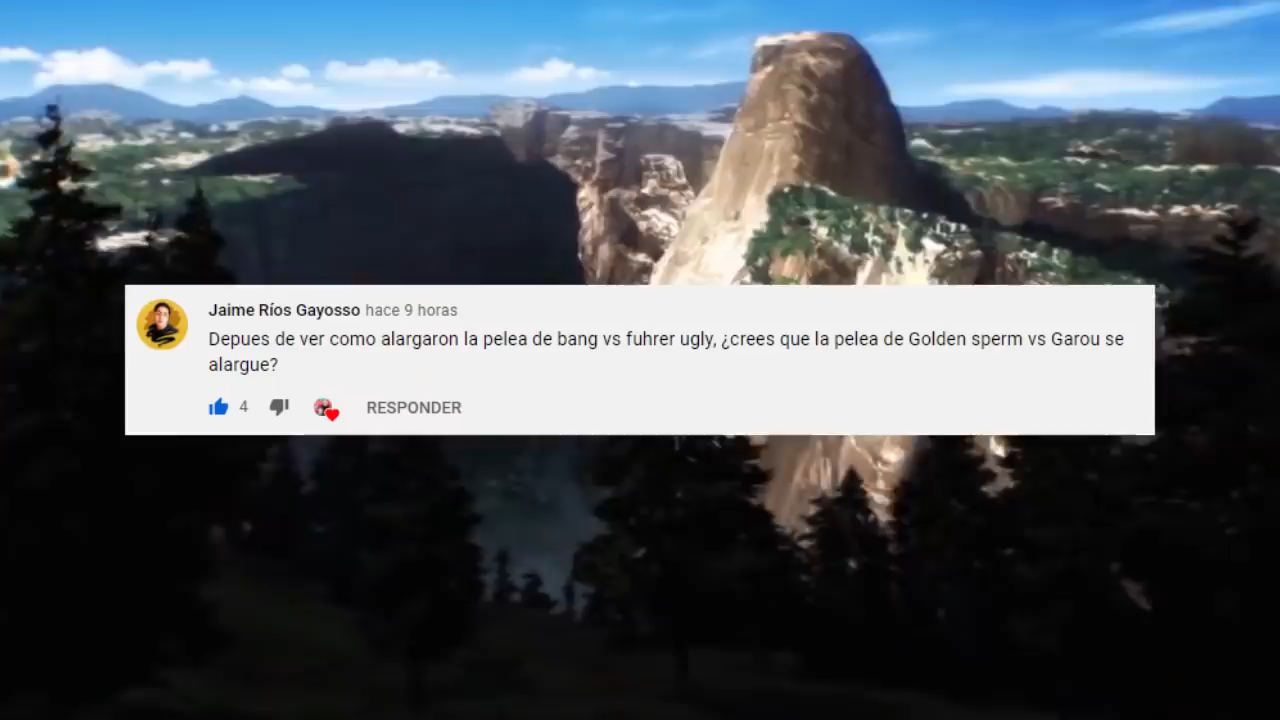 Jaime Ríos Gayosso hace 9 horas
Depues de ver como alargaron la pelea de bang vs fuhrer ugly, ¿crees que la pelea de Golden sperm vs Garou se
alargue?
4 RESPONDER